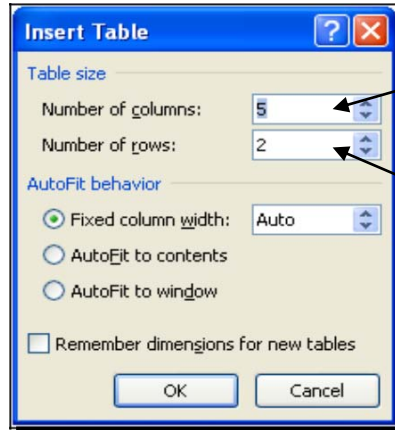 Insert Table
Table size
Number of columns: 5
Number of rows: 2
AutoFit behavior
Fixed column width: Auto
AutoFit to contents
AutoFit to window
Remember dimensions for new tables
OK Cancel